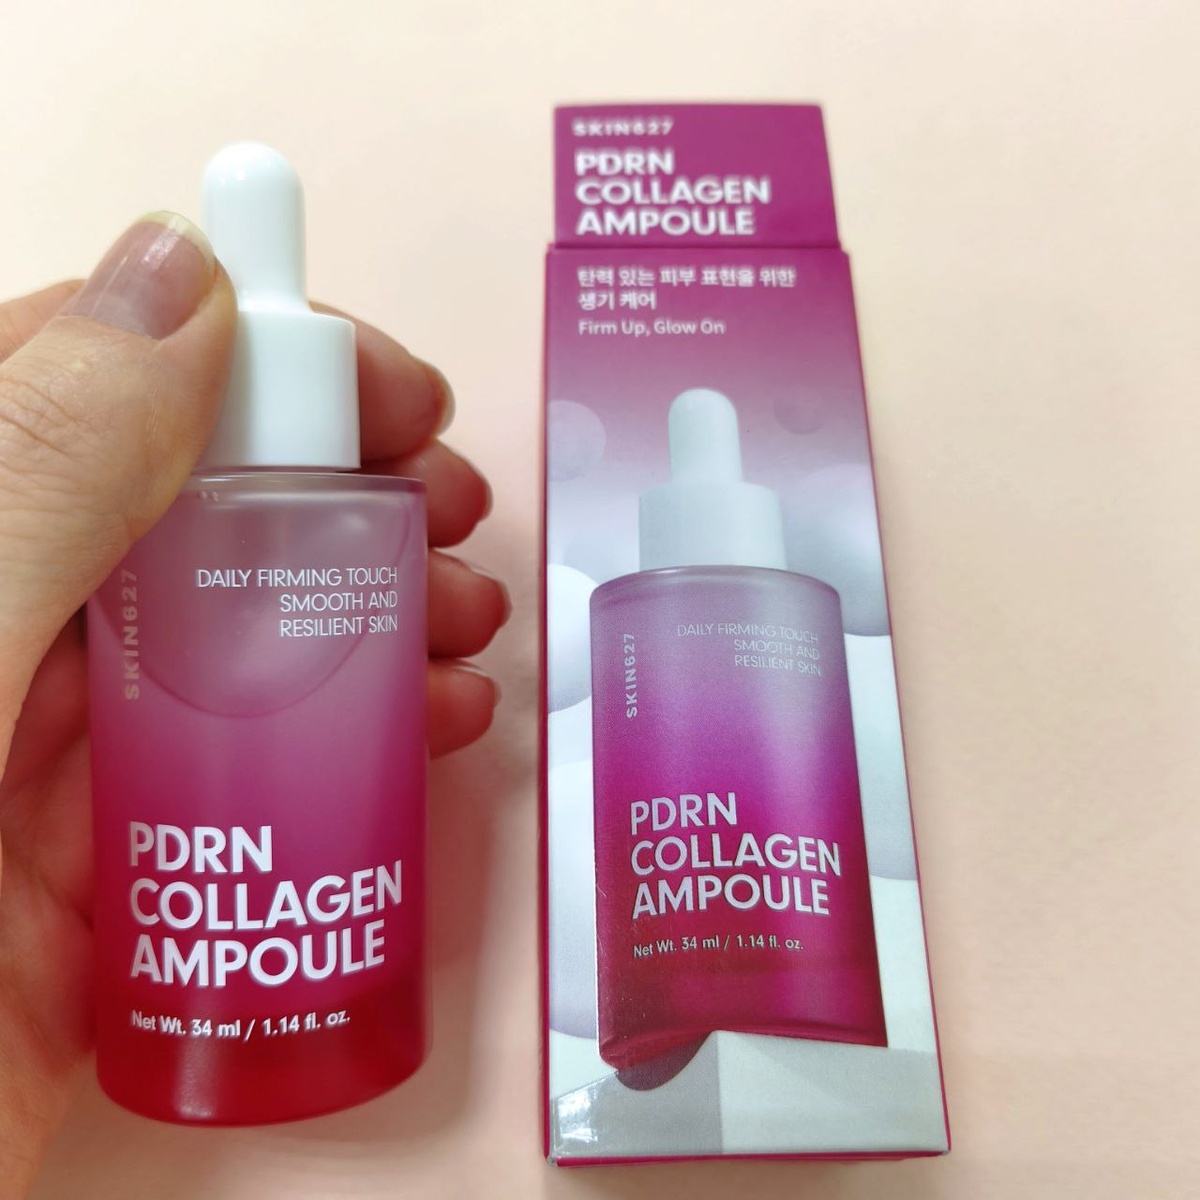 SKIN627
DAILY FIRMING TOUCH
SMOOTH AND
RESILIENT SKIN
PDRN
COLLAGEN
AMPOULE
Net Wt. 34 ml / 1.14 fl. oz.
SKIN627
PDRN
COLLAGEN
AMPOULE
탄력 있는 피부 표현을 위한
생기 케어
Firm Up, Glow On
SKIN627
DAILY FIRMING TOUCH
SMOOTH AND
RESILIENT SKIN
PDRN
COLLAGEN
AMPOULE
Net Wt. 34 ml / 1.14 fl. oz.